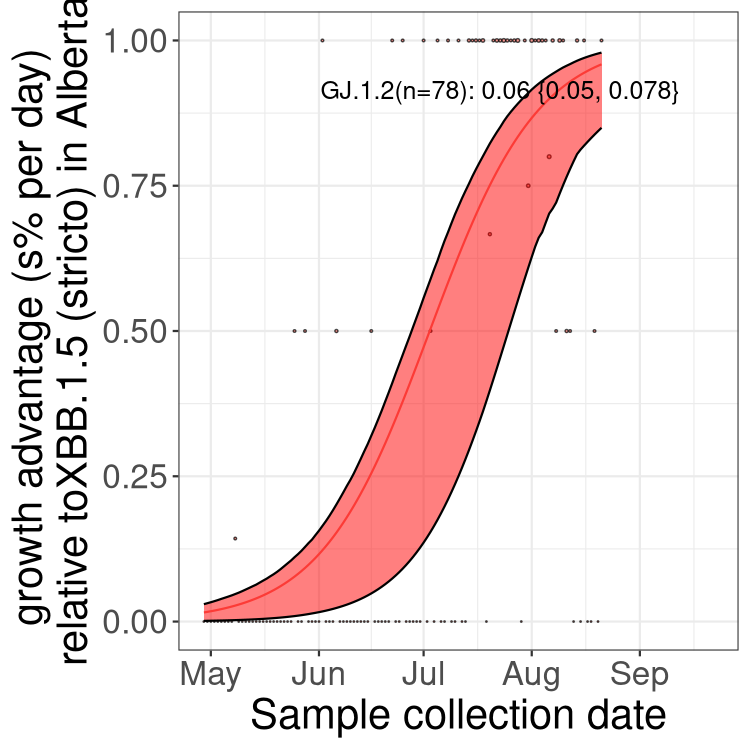 growth advantage (s% per day)
relative toXBB.1.5 (stricto) in Alberta
1.00
0.75
0.50
0.25
0.00
GJ.1.2(n=78): 0.06 {0.05, 0.078}
May Jun Jul Aug Sep
Sample collection date